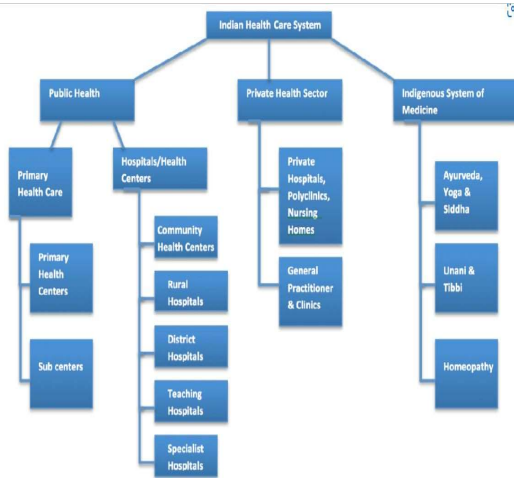 Indian Health Care System
Public Health
Private Health Sector
Indigenous System of
Medicine
Primary
Health Care
Hospitals/Health
Centers
Private
Hospitals,
Polyclinics,
Nursing
Homes
Ayurveda,
Yoga &
Siddha
Primary
Health
Centers
Community
Health Centers
General
Practitioner
& Clinics
Unani &
Tibbi
Rural
Hospitals
Sub centers
District
Hospitals
Homeopathy
Teaching
Hospitals
Specialist
Hospitals